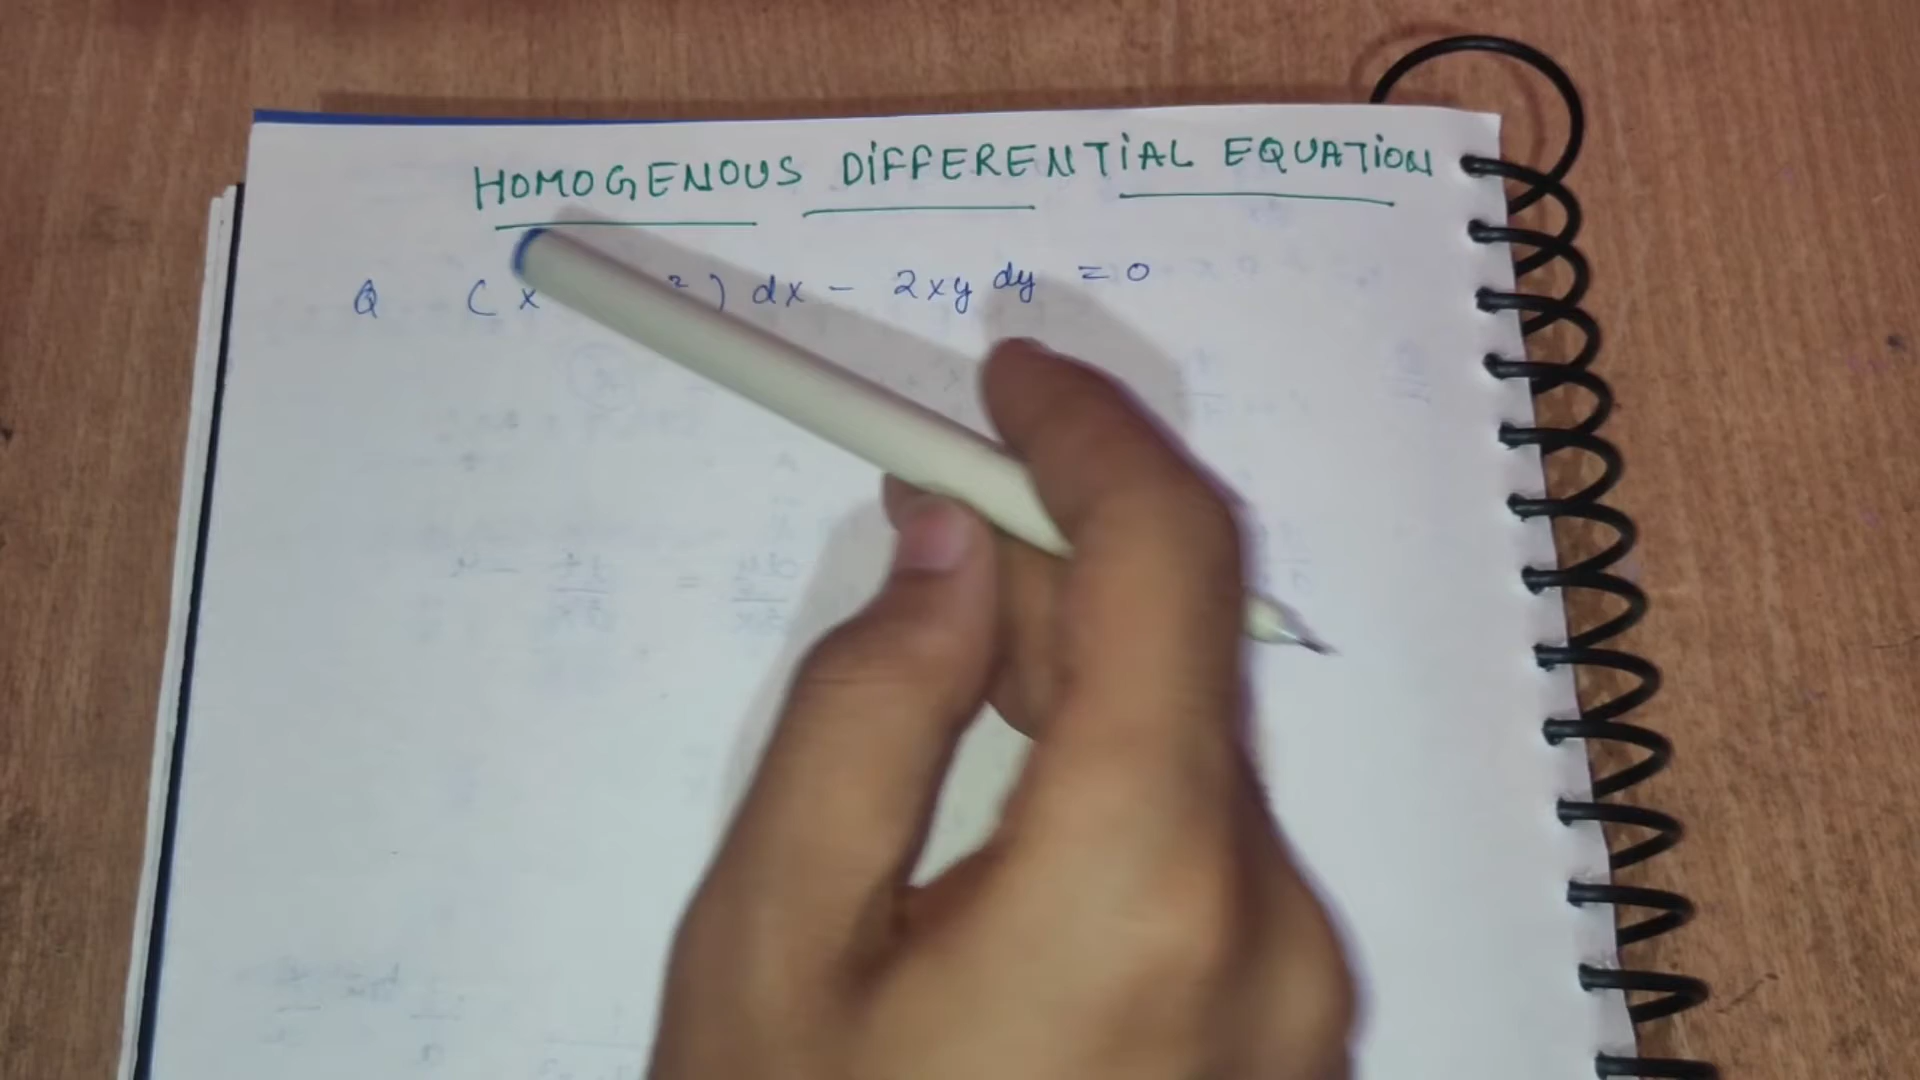 HOMOGENOUS DIFFERENTIAL EQUATION
Q ( x ² ) dx - 2xy dy = 0